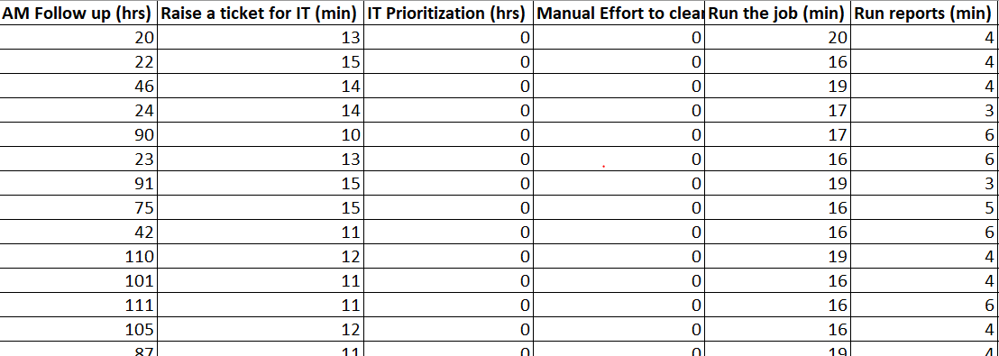 AM Follow up (hrs) Raise a ticket for IT (min) IT Prioritization (hrs) Manual Effort to clear Run the job (min) Run reports (min)
20 13 0 0 20 4
22 15 0 0 16 4
46 14 0 0 19 4
24 14 0 0 17 3
90 10 0 0 17 6
23 13 0 0 16 6
91 15 0 0 19 3
75 15 0 0 16 5
42 11 0 0 16 6
110 12 0 0 19 4
101 11 0 0 16 4
111 11 0 0 16 6
105 12 0 0 16 4
87 11 0 0 19 4